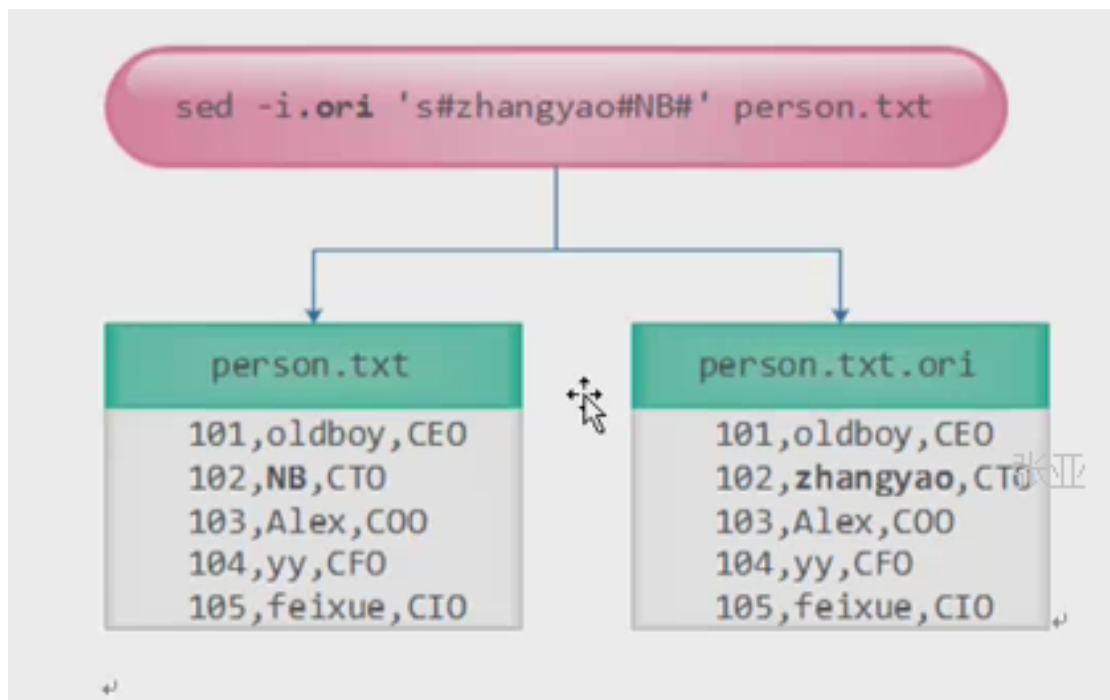 sed -i.ori 's#zhangyao#NB#' person.txt
person.txt
101,oldboy,CEO
102,NB,CTO
103,Alex,COO
104,yy,CFO
105,feixue,CIO
person.txt.ori
101,oldboy,CEO
102,zhangyao,CTO
103,Alex,COO
104,yy,CFO
105,feixue,CIO
张亚